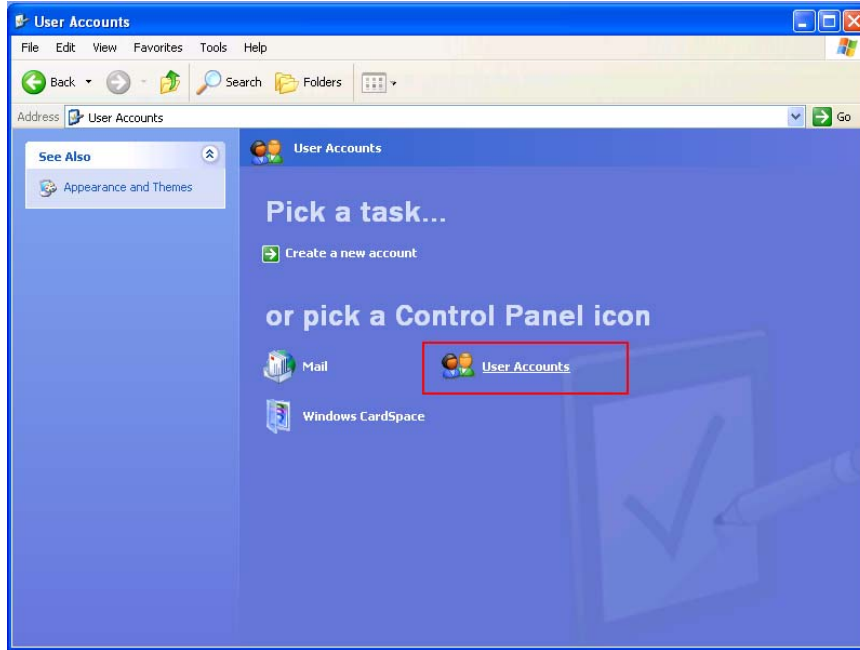 User Accounts
File Edit View Favorites Tools Help
Back Search Folders
Address User Accounts Go
See Also
Appearance and Themes
User Accounts
Pick a task...
Create a new account
or pick a Control Panel icon
Mail User Accounts
Windows CardSpace